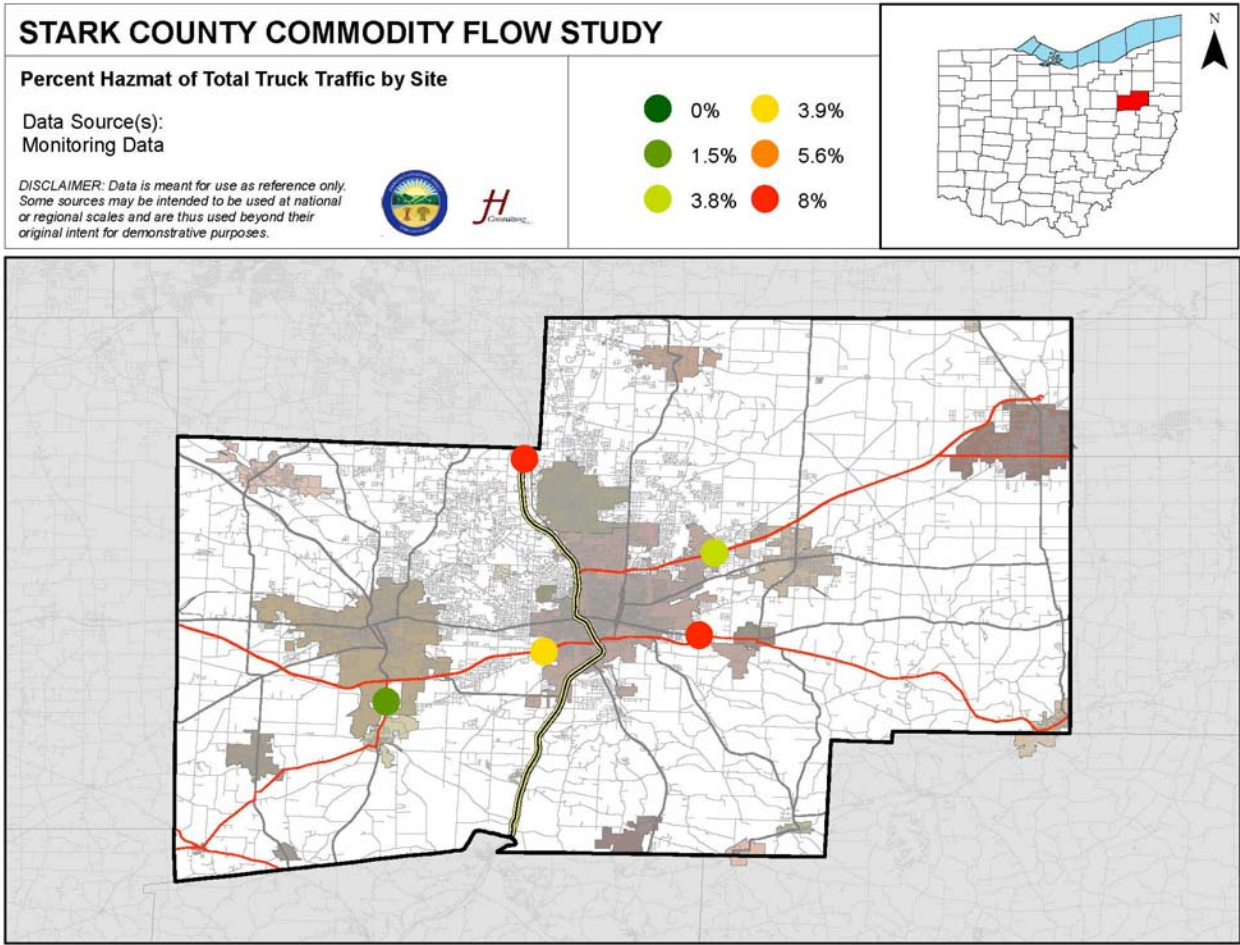 STARK COUNTY COMMODITY FLOW STUDY
Percent Hazmat of Total Truck Traffic by Site
Data Source(s):
Monitoring Data
DISCLAIMER: Data is meant for use as reference only.
Some sources may be intended to be used at national
or regional scales and are thus used beyond their
original intent for demonstrative purposes.
JH
Consulting
0%
3.9%
1.5%
5.6%
3.8%
8%
N